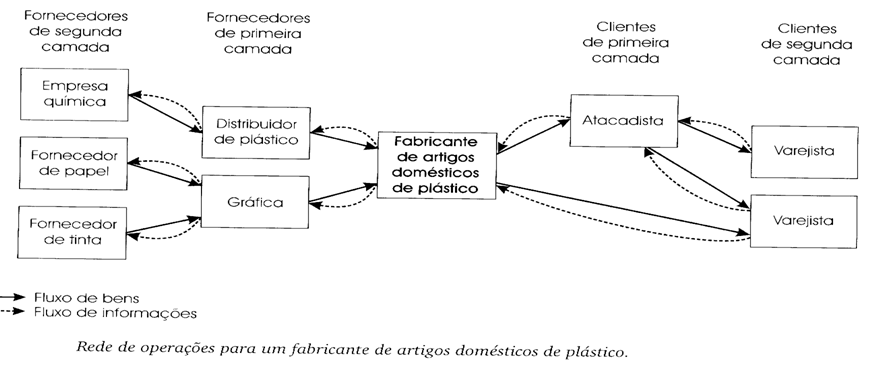 Fornecedores
de segunda
camada
Fornecedores
de primeira
camada
Clientes
de primeira
camada
Clientes
de segunda
camada
Empresa
química
Fornecedor
de papel
Fornecedor
de tinta
Distribuidor
de plástico
Gráfica
Fabricante
de artigos
domésticos
de plástico
Atacadista
Varejista
Varejista
Fluxo de bens
Fluxo de informações
Rede de operações para um fabricante de artigos domésticos de plástico.